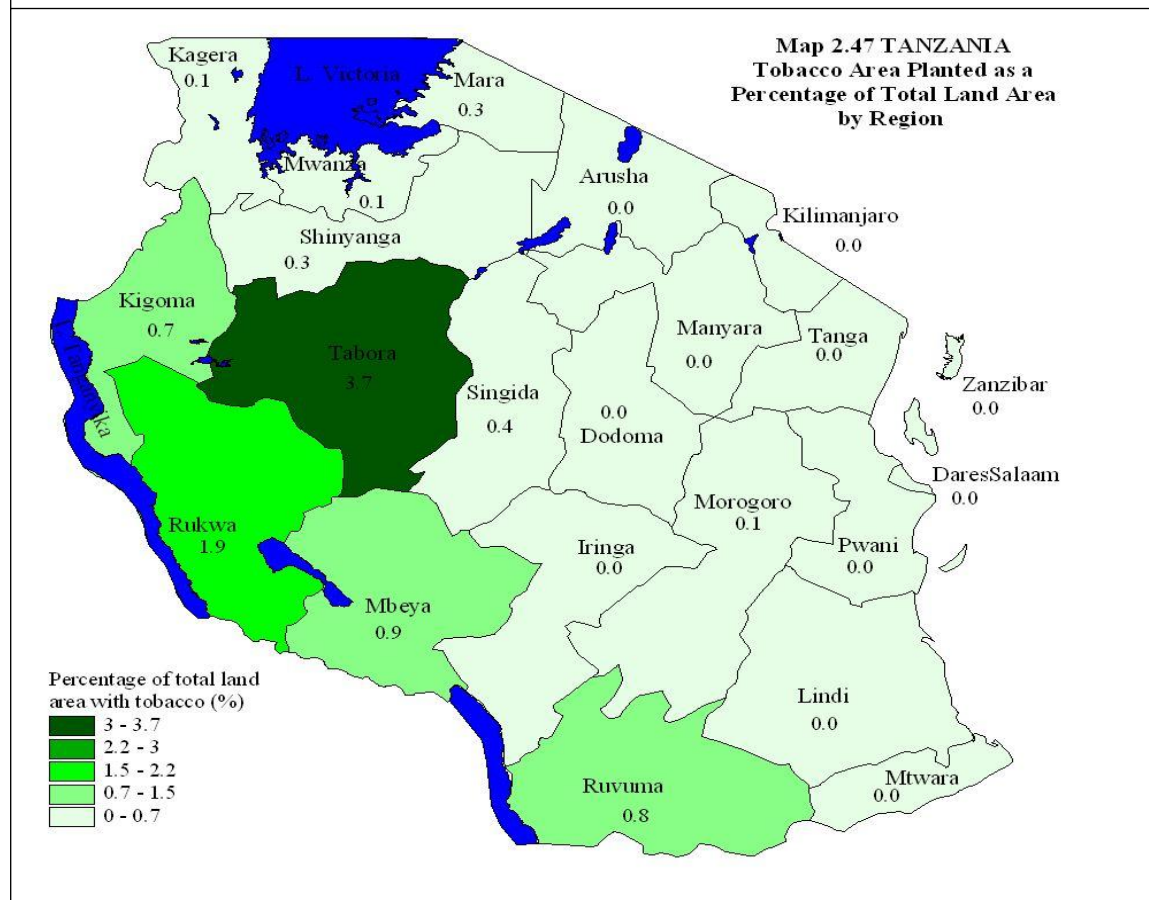 Map 2.47 TANZANIA
Tobacco Area Planted as a
Percentage of Total Land Area
by Region
Kagera
0.1
L. Victoria
Mara
0.3
Mwanza
0.1
Arusha
0.0
Kilimanjaro
0.0
Shinyanga
0.3
Kigoma
0.7
L. Tanganyika
Tabora
3.7
Singida
0.4
Manyara
0.0
Tanga
0.0
Zanzibar
0.0
0.0
Dodoma
DaresSalaam
0.0
Morogoro
0.1
Rukwa
1.9
Iringa
0.0
Pwani
0.0
Mbeya
0.9
Lindi
0.0
Mtwara
0.0
Ruvuma
0.8
Percentage of total land
area with tobacco (%)
3 - 3.7
2.2 - 3
1.5 - 2.2
0.7 - 1.5
0 - 0.7